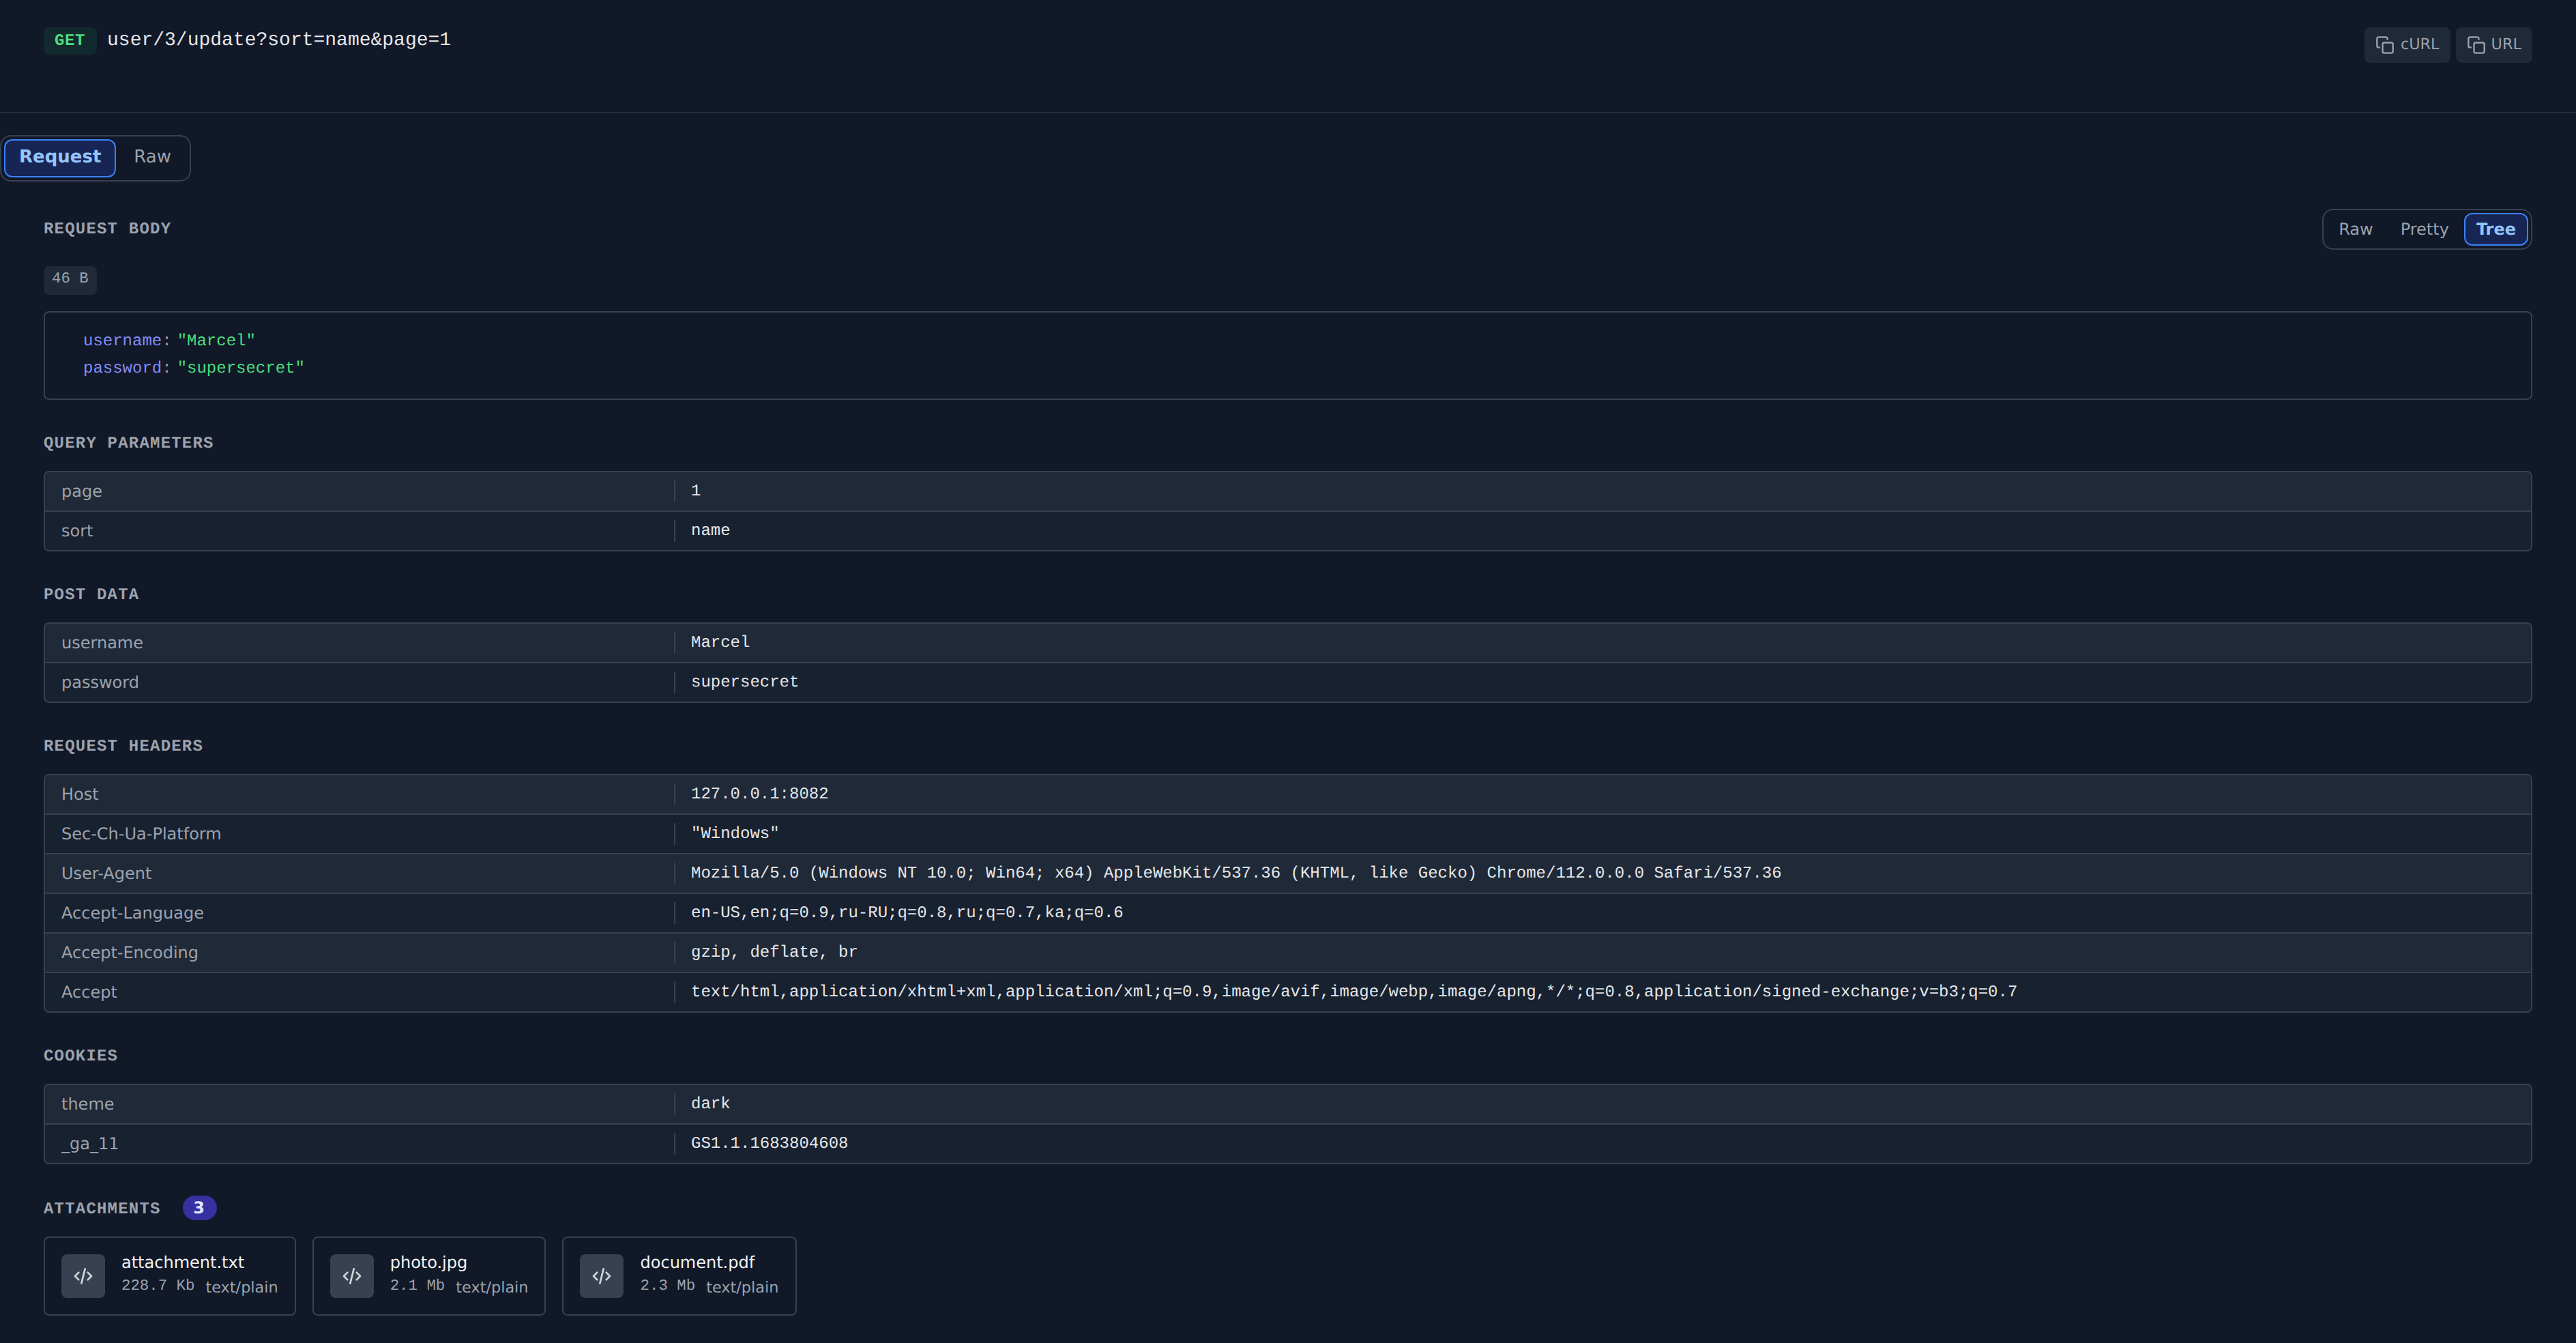 GET user/3/update?sort=name&page=1 cURL URL
Request Raw
REQUEST BODY Raw Pretty Tree
46 B
username: "Marcel"
password: "supersecret"
QUERY PARAMETERS
page 1
sort name
POST DATA
username Marcel
password supersecret
REQUEST HEADERS
Host 127.0.0.1:8082
Sec-Ch-Ua-Platform "Windows"
User-Agent Mozilla/5.0 (Windows NT 10.0; Win64; x64) AppleWebKit/537.36 (KHTML, like Gecko) Chrome/112.0.0.0 Safari/537.36
Accept-Language en-US,en;q=0.9,ru-RU;q=0.8,ru;q=0.7,ka;q=0.6
Accept-Encoding gzip, deflate, br
Accept text/html,application/xhtml+xml,application/xml;q=0.9,image/avif,image/webp,image/apng,*/*;q=0.8,application/signed-exchange;v=b3;q=0.7
COOKIES
theme dark
_ga_11 GS1.1.1683804608
ATTACHMENTS 3
attachment.txt
228.7 Kb text/plain
photo.jpg
2.1 Mb text/plain
document.pdf
2.3 Mb text/plain